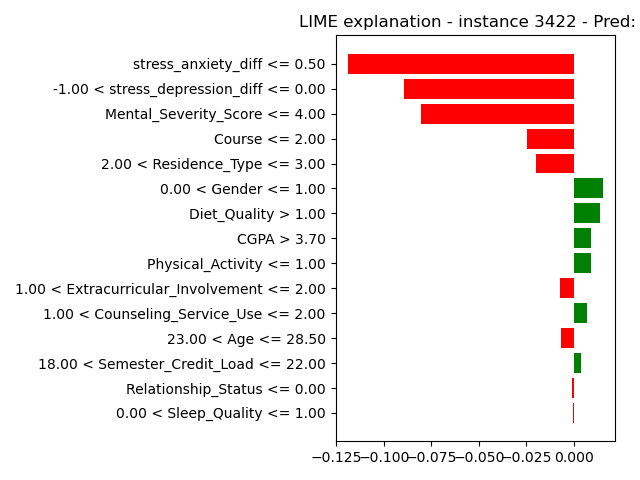 LIME explanation - instance 3422 - Pred:
stress_anxiety_diff <= 0.50
-1.00 < stress_depression_diff <= 0.00
Mental_Severity_Score <= 4.00
Course <= 2.00
2.00 < Residence_Type <= 3.00
0.00 < Gender <= 1.00
Diet_Quality > 1.00
CGPA > 3.70
Physical_Activity <= 1.00
1.00 < Extracurricular_Involvement <= 2.00
1.00 < Counseling_Service_Use <= 2.00
23.00 < Age <= 28.50
18.00 < Semester_Credit_Load <= 22.00
Relationship_Status <= 0.00
0.00 < Sleep_Quality <= 1.00
−0.125 −0.100 −0.075 −0.050 −0.025 0.000